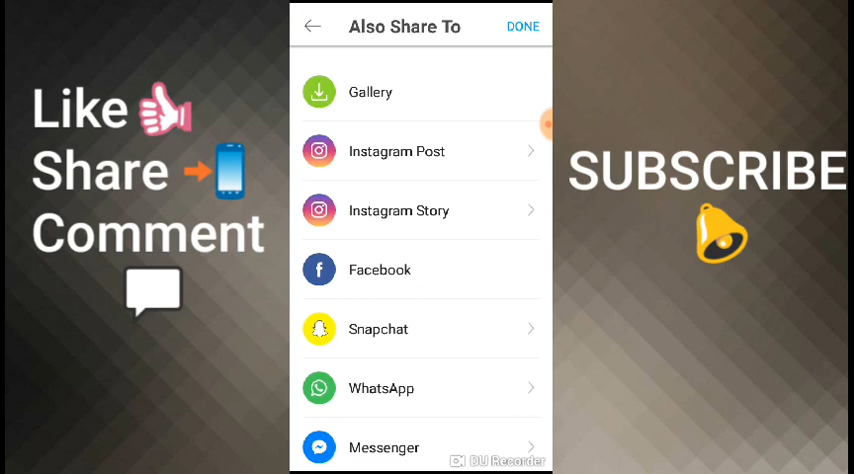 Like
Share
Comment
Also Share To
DONE
Gallery
Instagram Post
Instagram Story
Facebook
Snapchat
WhatsApp
Messenger
DU Recorder
SUBSCRIBE